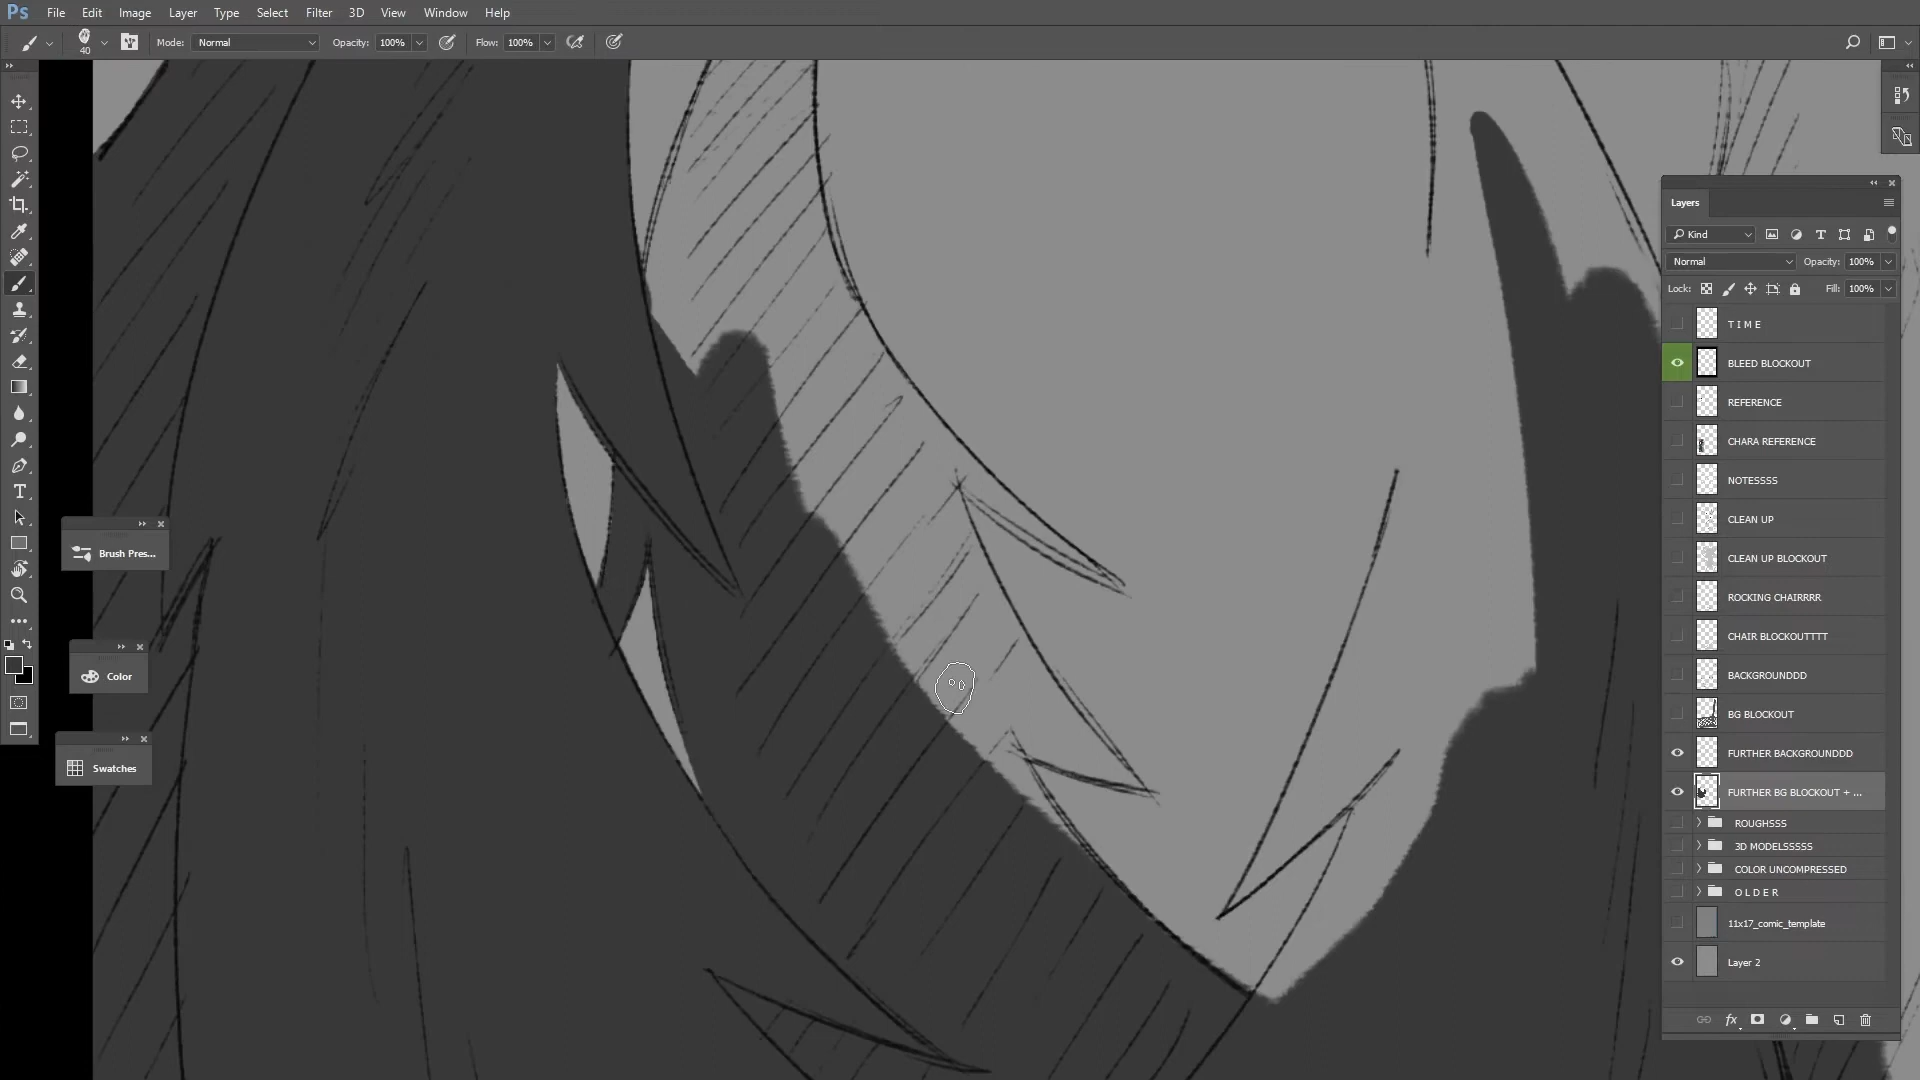 Ps File Edit Image Layer Type Select Filter 3D View Window Help
40 Mode: Normal Opacity: 100% Flow: 100%
Layers
Kind
Normal Opacity: 100%
Lock: Fill: 100%
T I M E
BLEED BLOCKOUT
REFERENCE
CHARA REFERENCE
NOTESSSS
CLEAN UP
Brush Pres...
CLEAN UP BLOCKOUT
ROCKING CHAIRRRR
CHAIR BLOCKOUTTTT
Color
BACKGROUNDDD
BG BLOCKOUT
FURTHER BACKGROUNDDD
Swatches
FURTHER BG BLOCKOUT + ...
ROUGHSSS
3D MODELSSSSS
COLOR UNCOMPRESSED
O L D E R
11x17_comic_template
Layer 2
fx